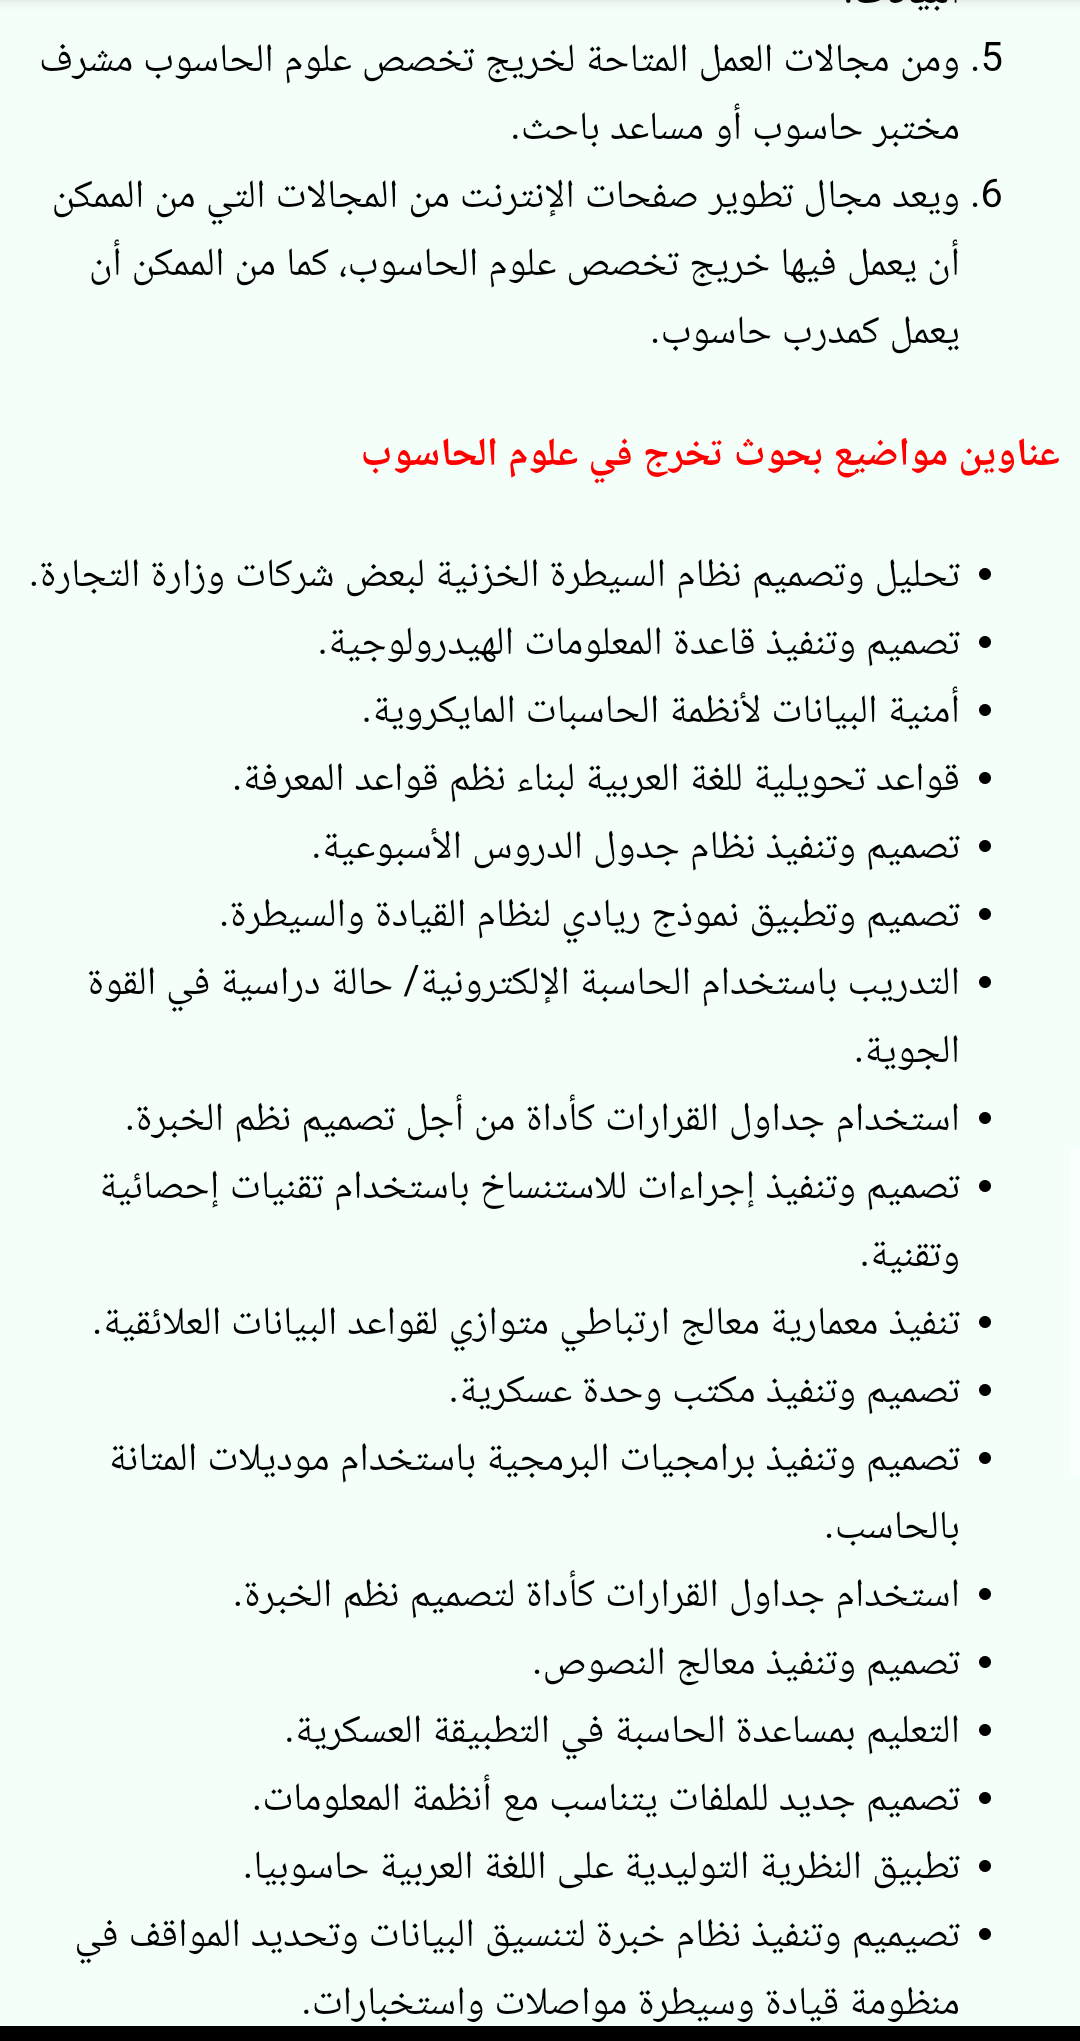 5. ومن مجالات العمل المتاحة لخريج تخصص علوم الحاسوب مشرف
مختبر حاسوب أو مساعد باحث.
6. ويعد مجال تطوير صفحات الإنترنت من المجالات التي من الممكن
أن يعمل فيها خريج تخصص علوم الحاسوب، كما من الممكن أن
يعمل كمدرب حاسوب.
عناوين مواضيع بحوث تخرج في علوم الحاسوب
• تحليل وتصميم نظام السيطرة الخزنية لبعض شركات وزارة التجارة.
• تصميم وتنفيذ قاعدة المعلومات الهيدرولوجية.
• أمنية البيانات لأنظمة الحاسبات المايكروية.
• قواعد تحويلية للغة العربية لبناء نظم قواعد المعرفة.
• تصميم وتنفيذ نظام جدول الدروس الأسبوعية.
• تصميم وتطبيق نموذج ريادي لنظام القيادة والسيطرة.
• التدريب باستخدام الحاسبة الإلكترونية/ حالة دراسية في القوة
الجوية.
• استخدام جداول القرارات كأداة من أجل تصميم نظم الخبرة.
• تصميم وتنفيذ إجراءات للاستنساخ باستخدام تقنيات إحصائية
وتقنية.
• تنفيذ معمارية معالج ارتباطي متوازي لقواعد البيانات العلائقية.
• تصميم وتنفيذ مكتب وحدة عسكرية.
• تصميم وتنفيذ برامجيات البرمجية باستخدام موديلات المتانة
بالحاسب.
• استخدام جداول القرارات كأداة لتصميم نظم الخبرة.
• تصميم وتنفيذ معالج النصوص.
• التعليم بمساعدة الحاسبة في التطبيقة العسكرية.
• تصميم جديد للملفات يتناسب مع أنظمة المعلومات.
• تطبيق النظرية التوليدية على اللغة العربية حاسوبيا.
• تصيميم وتنفيذ نظام خبرة لتنسيق البيانات وتحديد المواقف في
منظومة قيادة وسيطرة مواصلات واستخبارات.